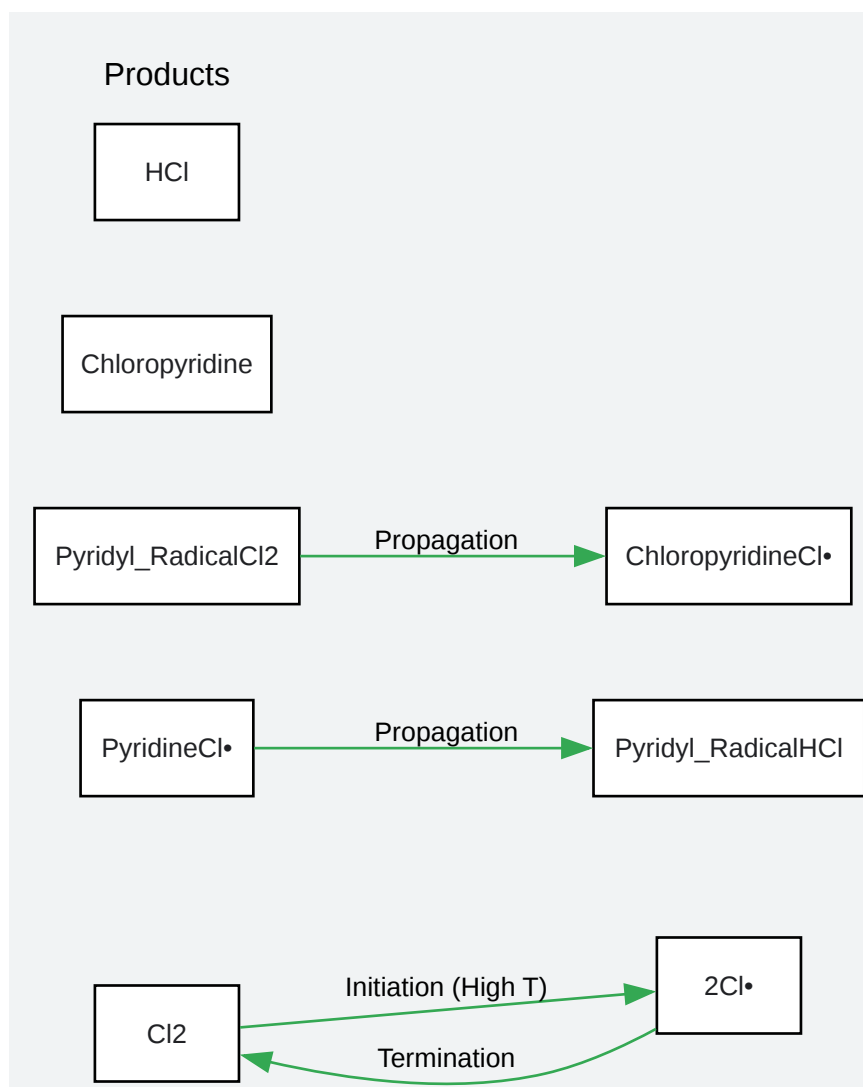 Products
HCl
Chloropyridine
Pyridyl_RadicalCl2
Propagation
ChloropyridineCl•
PyridineCl•
Propagation
Pyridyl_RadicalHCl
Initiation (High T)
2Cl•
Cl2
Termination